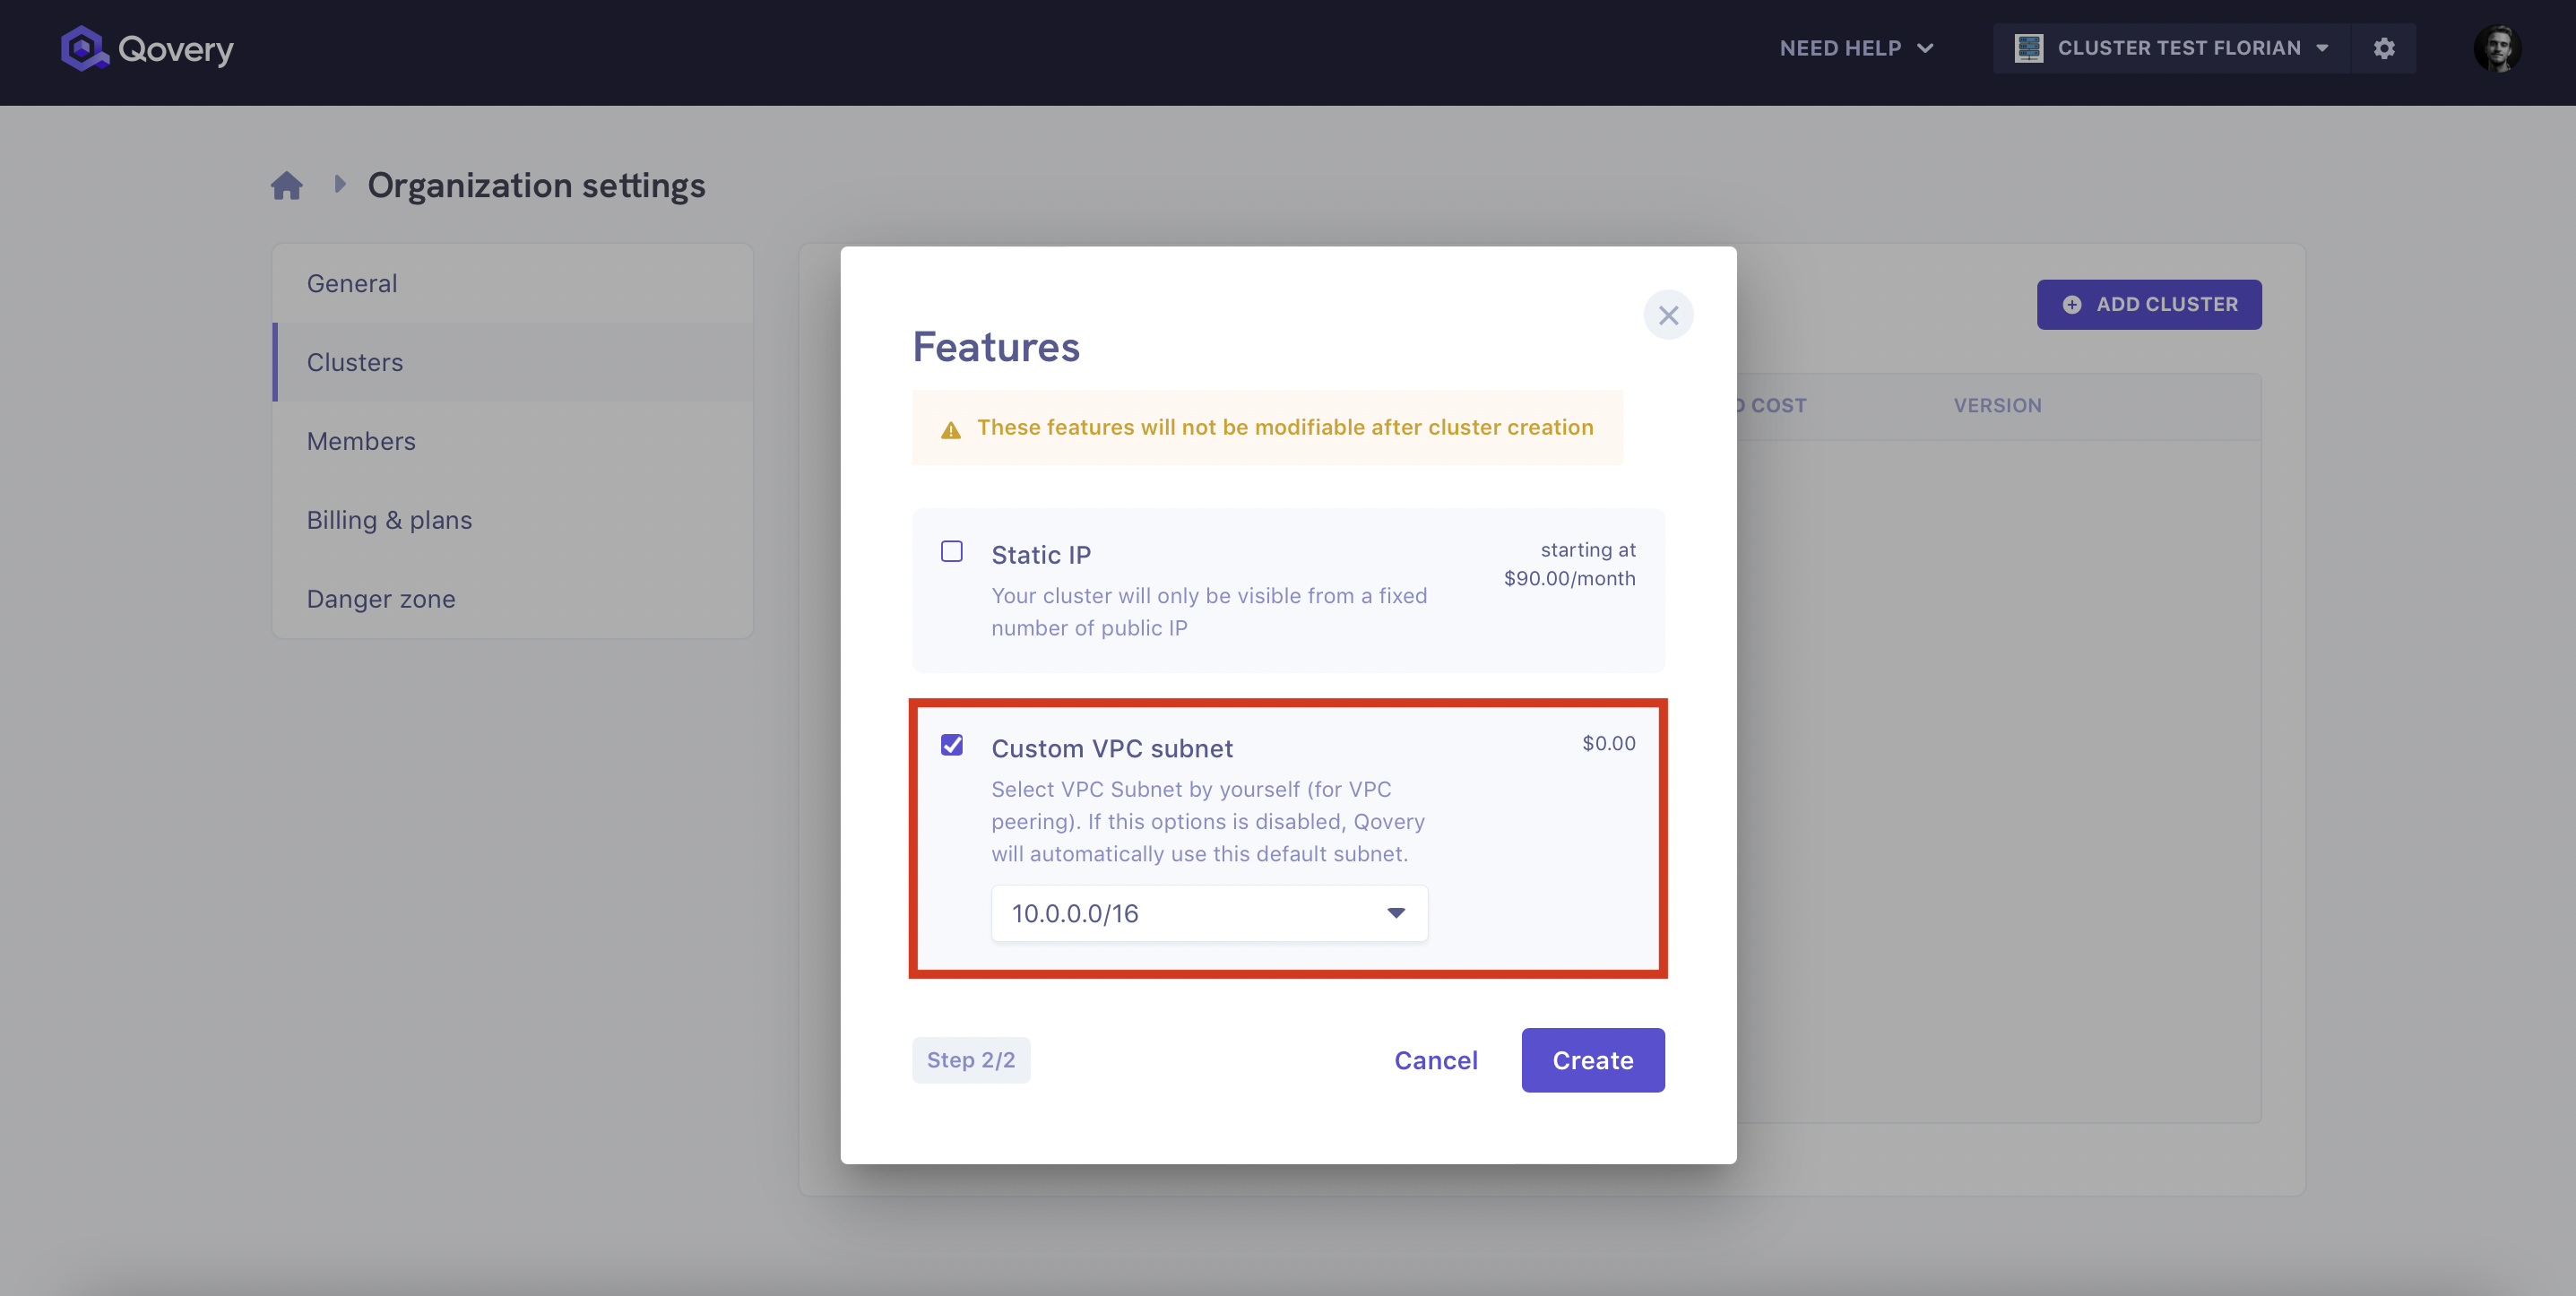 Qovery
NEED HELP
CLUSTER TEST FLORIAN
Organization settings
General
Clusters
Members
Billing & plans
Danger zone
ADD CLUSTER
COST
VERSION
Features
These features will not be modifiable after cluster creation
Static IP
starting at
$90.00/month
Your cluster will only be visible from a fixed
number of public IP
Custom VPC subnet
$0.00
Select VPC Subnet by yourself (for VPC
peering). If this options is disabled, Qovery
will automatically use this default subnet.
10.0.0.0/16
Step 2/2
Cancel
Create